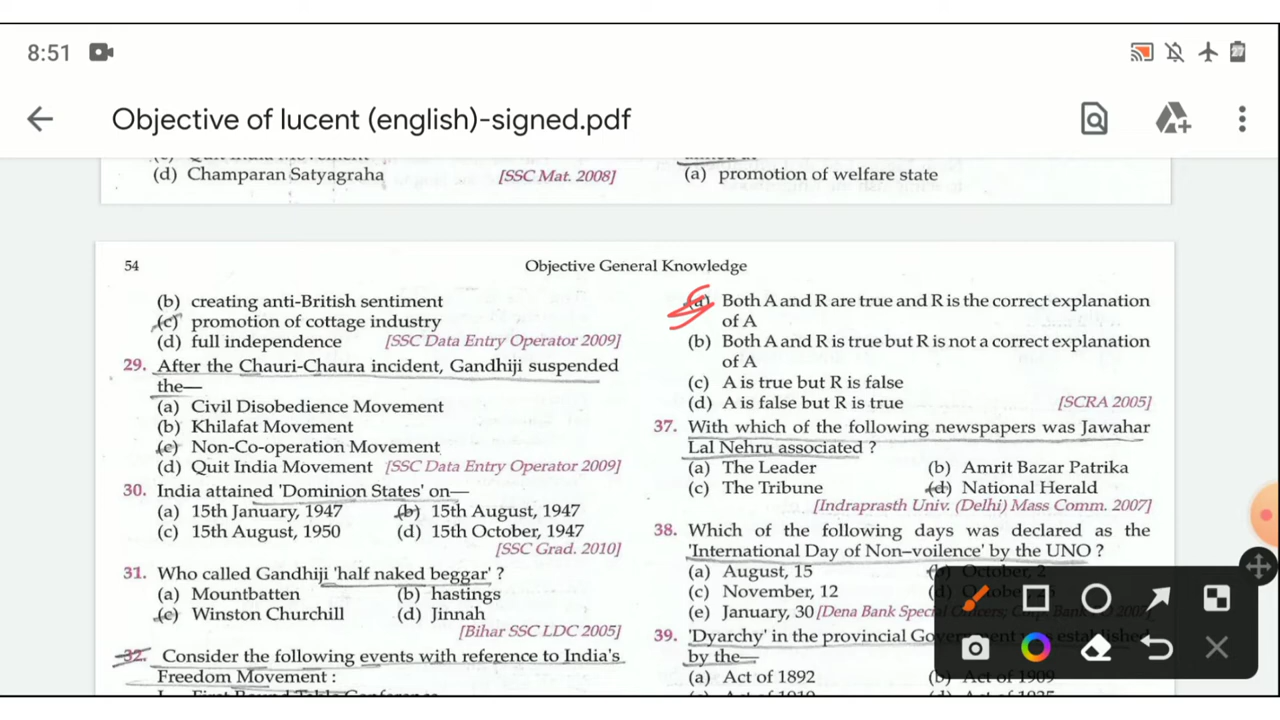 8:51
27
Objective of lucent (english)-signed.pdf
(d) Champaran Satyagraha [SSC Mat. 2008]
(a) promotion of welfare state
54 Objective General Knowledge
(b) creating anti-British sentiment
(c) promotion of cottage industry
(d) full independence [SSC Data Entry Operator 2009]
29. After the Chauri-Chaura incident, Gandhiji suspended
the—
(a) Civil Disobedience Movement
(b) Khilafat Movement
(c) Non-Co-operation Movement
(d) Quit India Movement [SSC Data Entry Operator 2009]
30. India attained 'Dominion States' on—
(a) 15th January, 1947 (b) 15th August, 1947
(c) 15th August, 1950 (d) 15th October, 1947
[SSC Grad. 2010]
31. Who called Gandhiji 'half naked beggar' ?
(a) Mountbatten (b) hastings
(c) Winston Churchill (d) Jinnah
[Bihar SSC LDC 2005]
32. Consider the following events with reference to India's
Freedom Movement :
(a) Both A and R are true and R is the correct explanation
of A
(b) Both A and R is true but R is not a correct explanation
of A
(c) A is true but R is false
(d) A is false but R is true [SCRA 2005]
37. With which of the following newspapers was Jawahar
Lal Nehru associated ?
(a) The Leader (b) Amrit Bazar Patrika
(c) The Tribune (d) National Herald
[Indraprasth Univ. (Delhi) Mass Comm. 2007]
38. Which of the following days was declared as the
'International Day of Non–voilence' by the UNO ?
(a) August, 15 (b) October, 2
(c) November, 12
(e) January, 30 [Dena Bank Special
39. 'Dyarchy' in the provincial
by the—
(a) Act of 1892 (b) Act of 1909